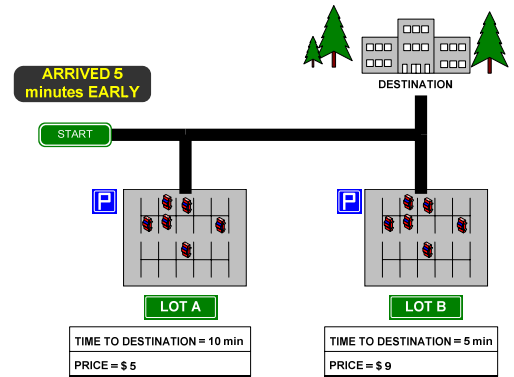 DESTINATION
ARRIVED 5
minutes EARLY
START
P
P
LOT A
LOT B
TIME TO DESTINATION = 10 min
PRICE = $ 5
TIME TO DESTINATION = 5 min
PRICE = $ 9